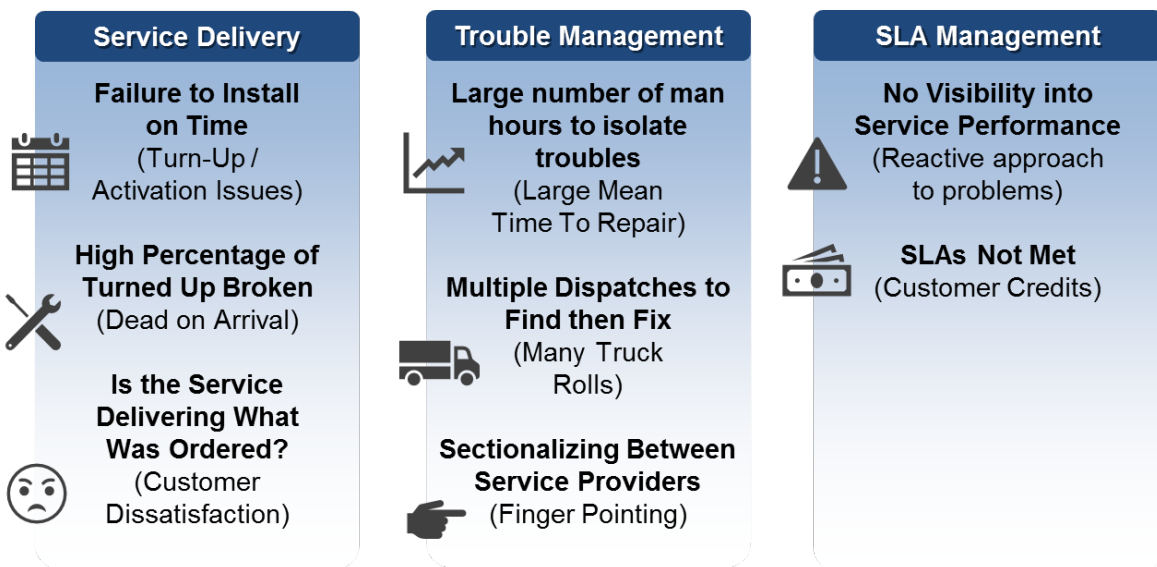 Service Delivery
Failure to Install
on Time
(Turn-Up /
Activation Issues)
High Percentage of
Turned Up Broken
(Dead on Arrival)
Is the Service
Delivering What
Was Ordered?
(Customer
Dissatisfaction)
Trouble Management
Large number of man
hours to isolate
troubles
(Large Mean
Time To Repair)
Multiple Dispatches to
Find then Fix
(Many Truck
Rolls)
Sectionalizing Between
Service Providers
(Finger Pointing)
SLA Management
No Visibility into
Service Performance
(Reactive approach
to problems)
SLAs Not Met
(Customer Credits)